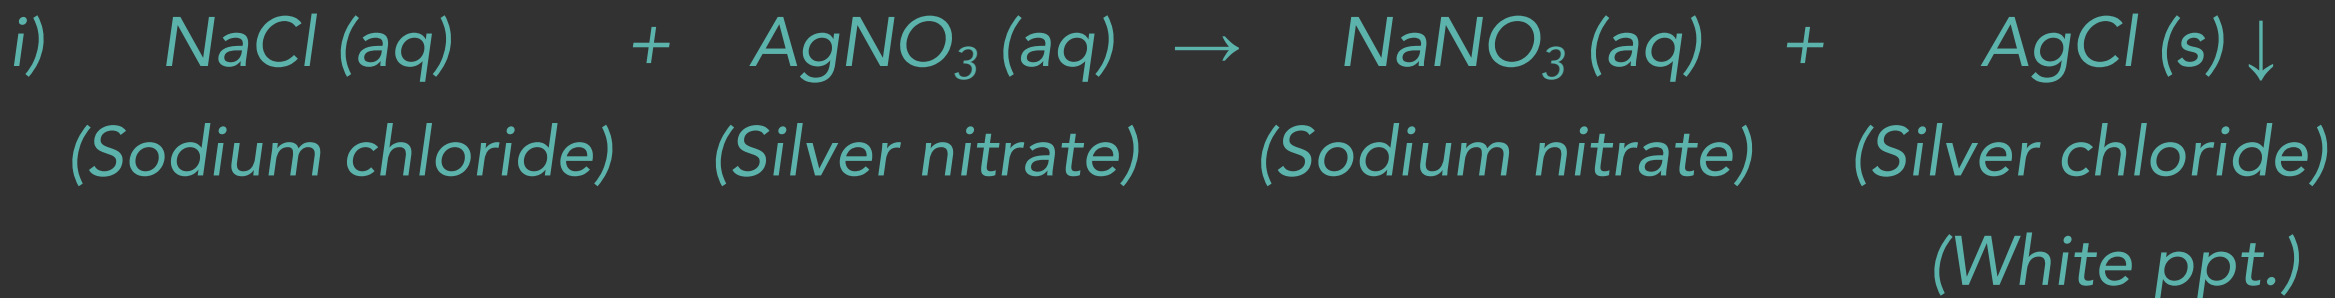 i) NaCl (aq) + AgNO₃ (aq) → NaNO₃ (aq) + AgCl (s) ↓
(Sodium chloride) (Silver nitrate) (Sodium nitrate) (Silver chloride)
(White ppt.)